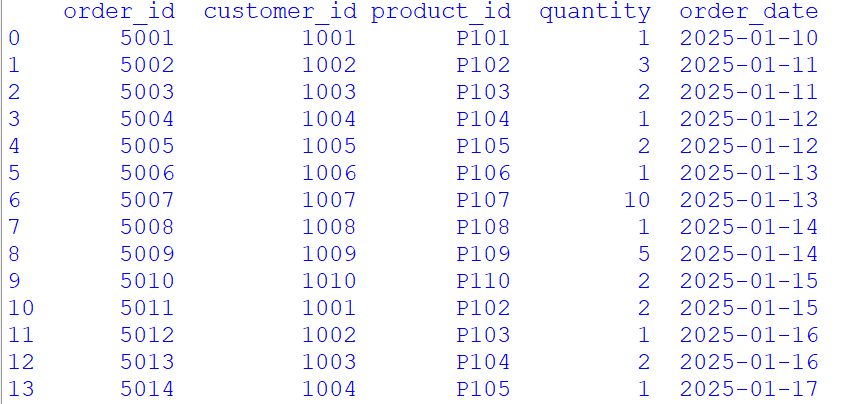 order_id customer_id product_id quantity order_date
0 5001 1001 P101 1 2025-01-10
1 5002 1002 P102 3 2025-01-11
2 5003 1003 P103 2 2025-01-11
3 5004 1004 P104 1 2025-01-12
4 5005 1005 P105 2 2025-01-12
5 5006 1006 P106 1 2025-01-13
6 5007 1007 P107 10 2025-01-13
7 5008 1008 P108 1 2025-01-14
8 5009 1009 P109 5 2025-01-14
9 5010 1010 P110 2 2025-01-15
10 5011 1001 P102 2 2025-01-15
11 5012 1002 P103 1 2025-01-16
12 5013 1003 P104 2 2025-01-16
13 5014 1004 P105 1 2025-01-17